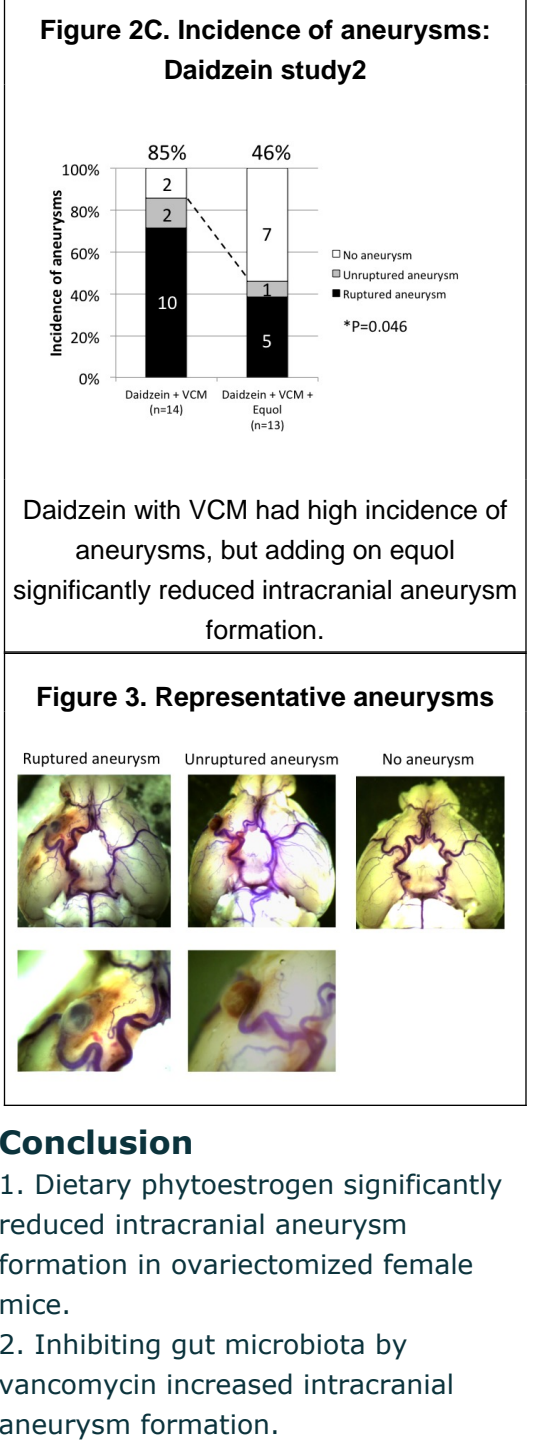 Figure 2C. Incidence of aneurysms:
Daidzein study2
85%
46%
100%
80%
60%
40%
20%
0%
Incidence of aneurysms
2
2
10
7
1
5
No aneurysm
Unruptured aneurysm
Ruptured aneurysm
*P=0.046
Daidzein + VCM
(n=14)
Daidzein + VCM +
Equol
(n=13)
Daidzein with VCM had high incidence of
aneurysms, but adding on equol
significantly reduced intracranial aneurysm
formation.
Figure 3. Representative aneurysms
Ruptured aneurysm
Unruptured aneurysm
No aneurysm
Conclusion
1. Dietary phytoestrogen significantly
reduced intracranial aneurysm
formation in ovariectomized female
mice.
2. Inhibiting gut microbiota by
vancomycin increased intracranial
aneurysm formation.